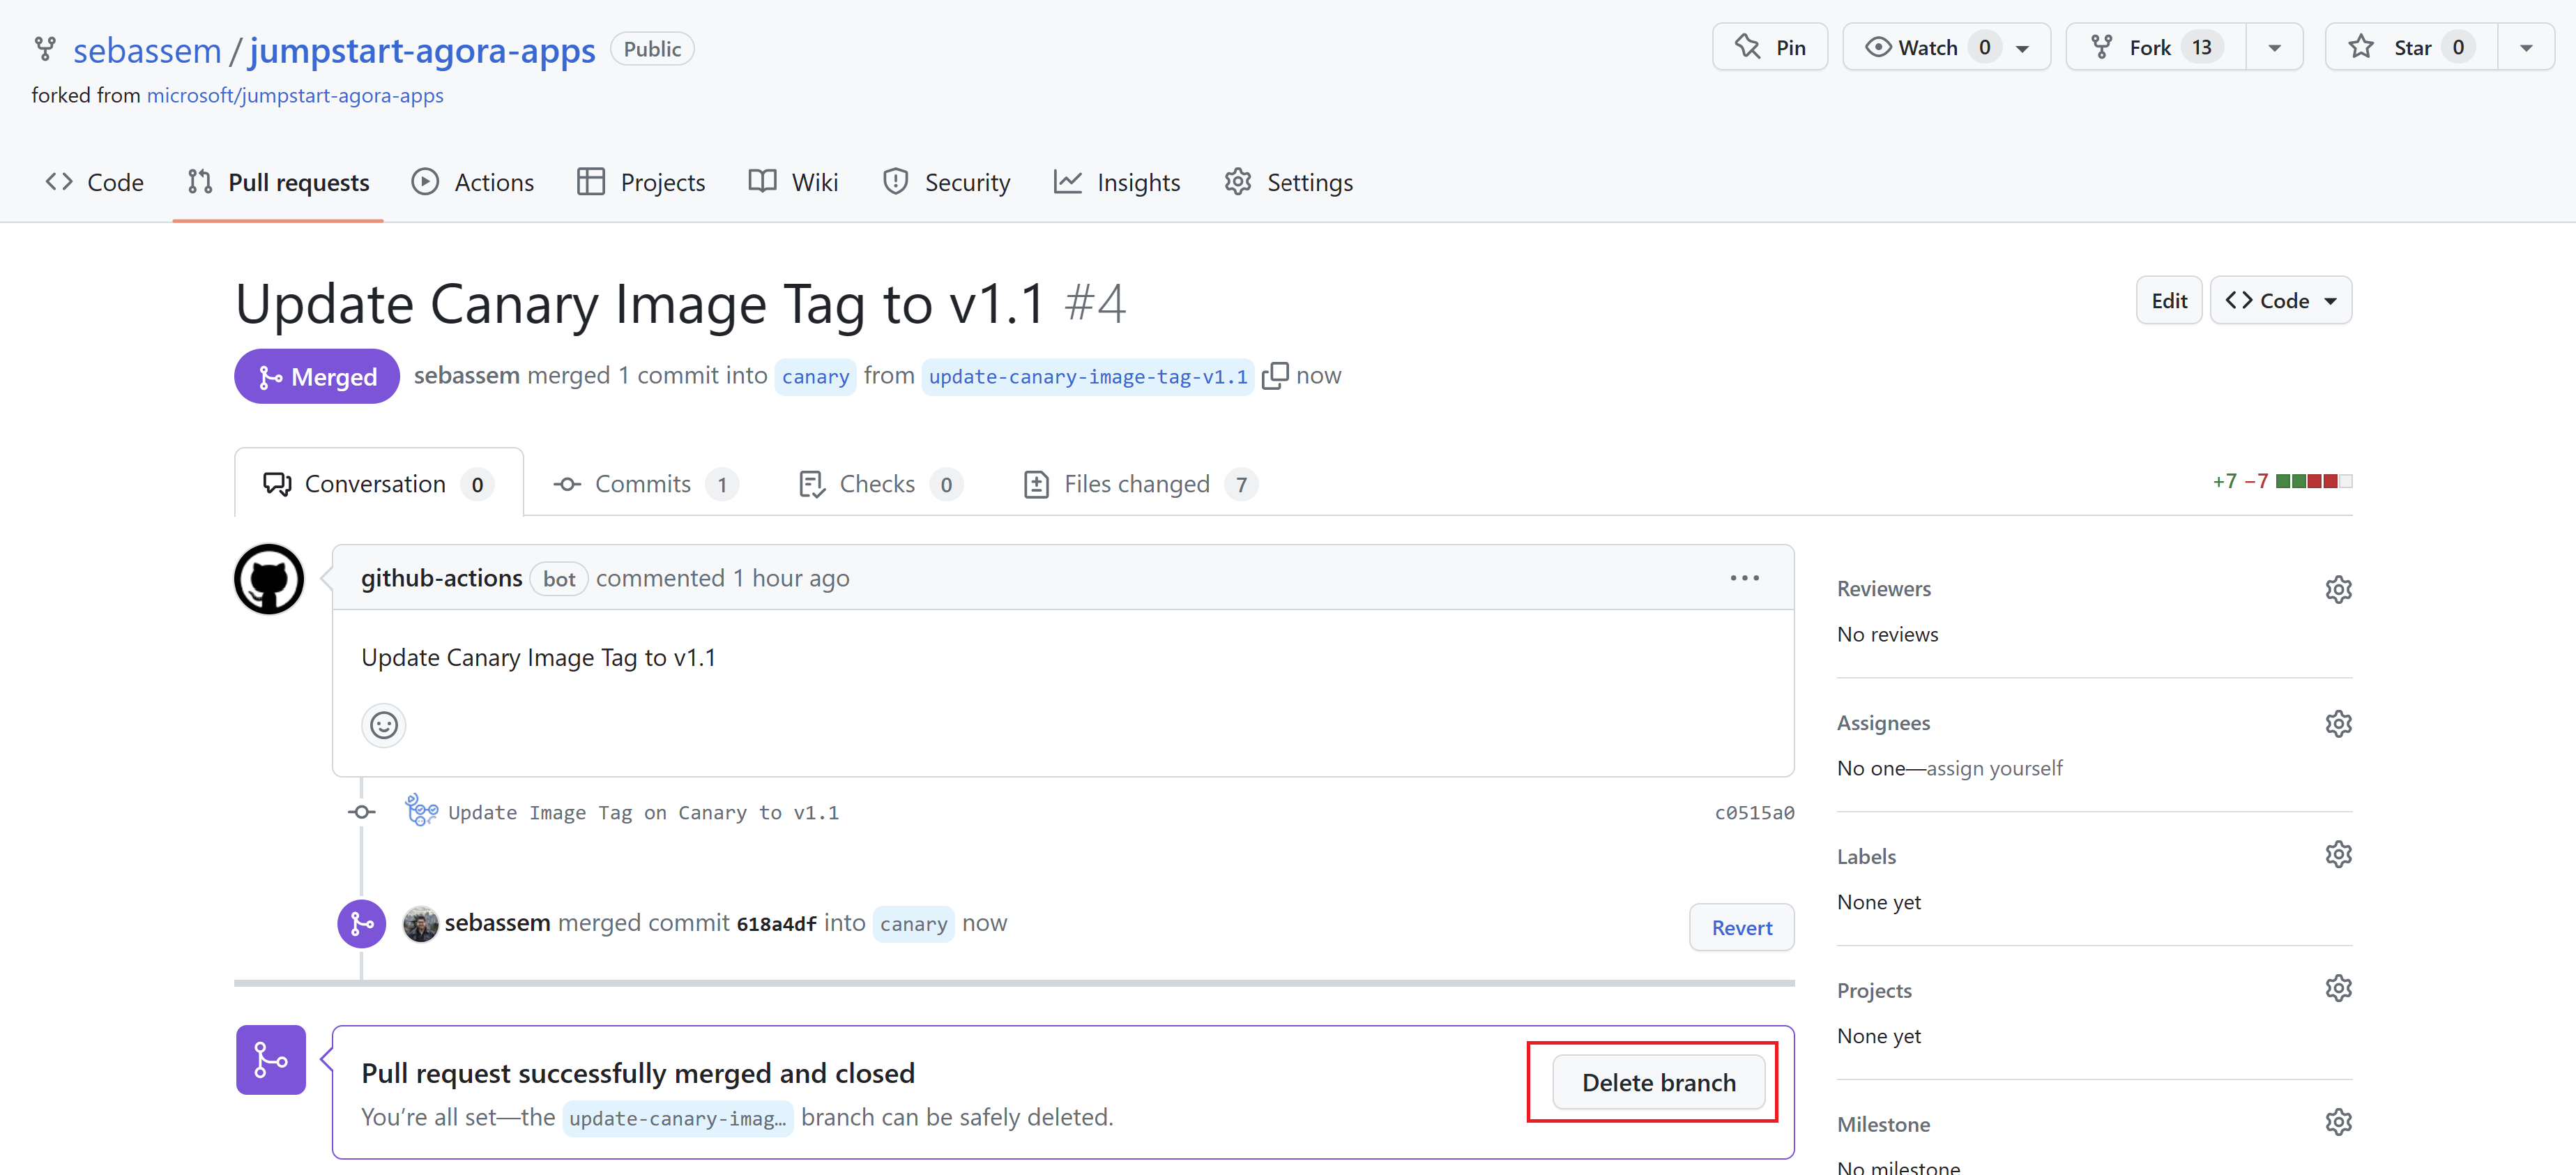 sebassem / jumpstart-agora-apps Public
Pin Watch 0 Fork 13 Star 0
forked from microsoft/jumpstart-agora-apps
Code Pull requests Actions Projects Wiki Security Insights Settings
Update Canary Image Tag to v1.1 #4
Edit Code
Merged sebassem merged 1 commit into canary from update-canary-image-tag-v1.1 now
Conversation 0 Commits 1 Checks 0 Files changed 7
+7 −7
github-actions bot commented 1 hour ago
Update Canary Image Tag to v1.1
Update Image Tag on Canary to v1.1 c0515a0
sebassem merged commit 618a4df into canary now
Revert
Pull request successfully merged and closed
You’re all set—the update-canary-imag… branch can be safely deleted.
Delete branch
Reviewers
No reviews
Assignees
No one—assign yourself
Labels
None yet
Projects
None yet
Milestone
No milestone